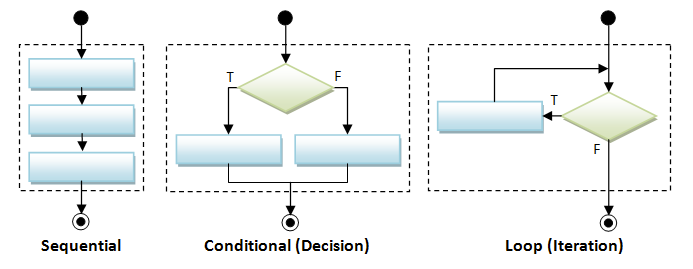 T
F
T
F
Sequential
Conditional (Decision)
Loop (Iteration)